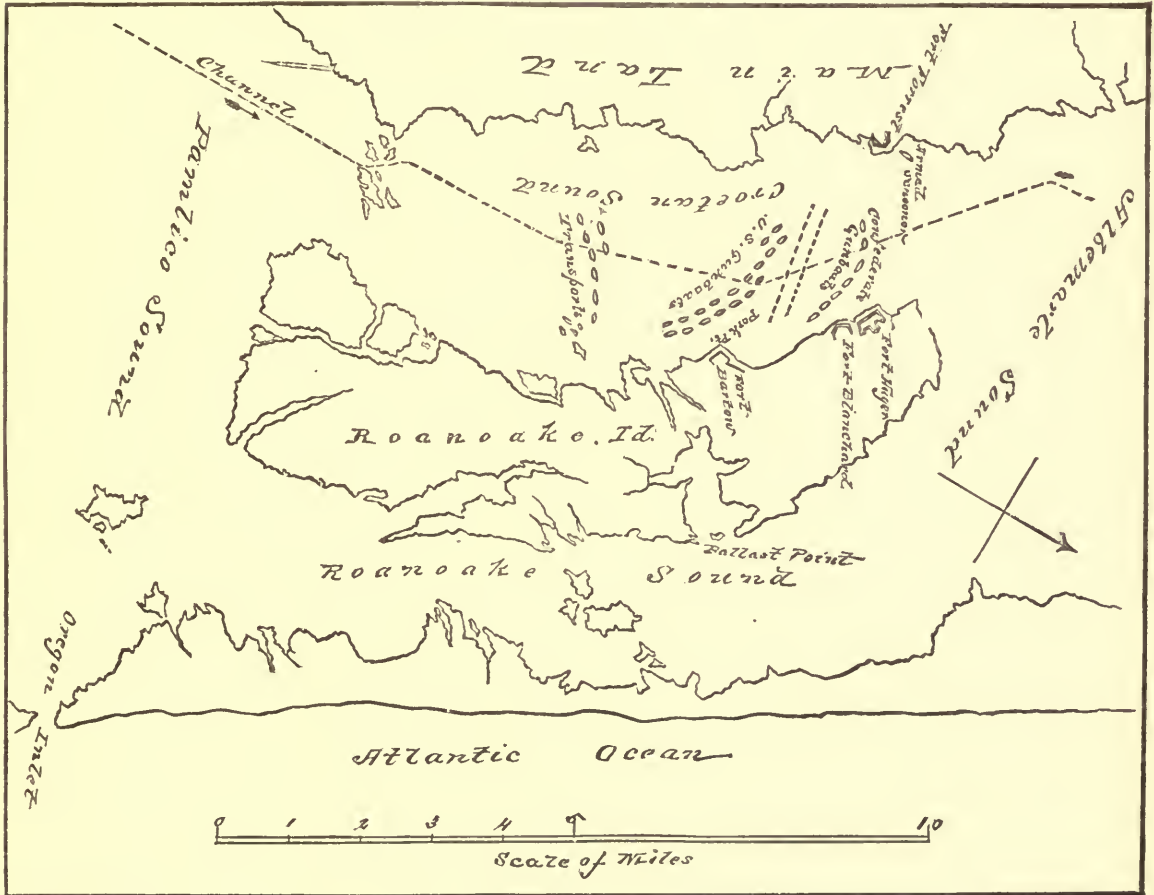 Main Land
Channel
Fort Forrest
Pamlico Sound
Croetan
Sound
Transports
U.S. Gunboats
Confederate
Gunboats
Park Pt.
Albemarle Sound
Fort
Bartow
Fort Blanchard
Fort Huger
Roanoake. Id.
Ballast Point
Roanoake Sound
Oregon Inlet
Atlantic Ocean
0 1 2 3 4 5 10
Scale of Miles